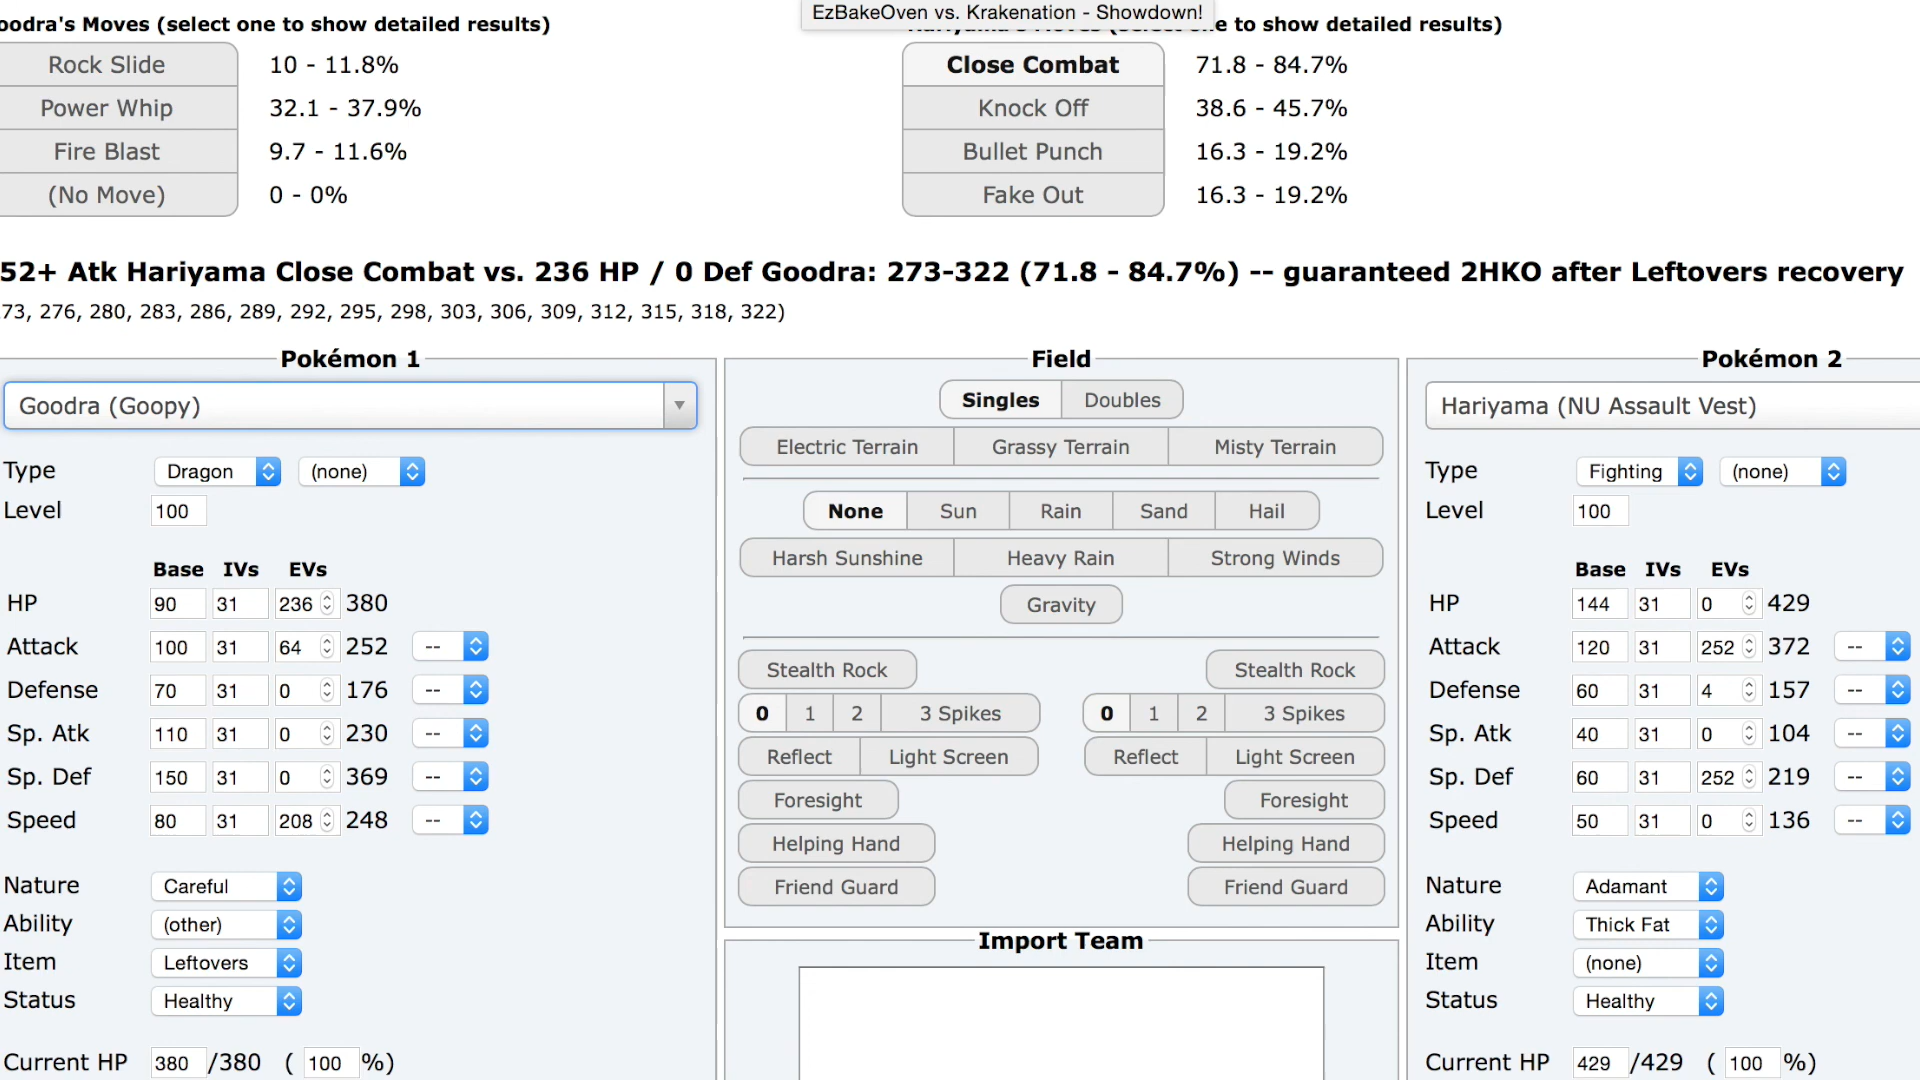 EzBakeOven vs. Krakenation - Showdown!
oodra's Moves (select one to show detailed results)
e to show detailed results)
Rock Slide 10 - 11.8%
Power Whip 32.1 - 37.9%
Fire Blast 9.7 - 11.6%
(No Move) 0 - 0%
Close Combat 71.8 - 84.7%
Knock Off 38.6 - 45.7%
Bullet Punch 16.3 - 19.2%
Fake Out 16.3 - 19.2%
52+ Atk Hariyama Close Combat vs. 236 HP / 0 Def Goodra: 273-322 (71.8 - 84.7%) -- guaranteed 2HKO after Leftovers recovery
73, 276, 280, 283, 286, 289, 292, 295, 298, 303, 306, 309, 312, 315, 318, 322)
Pokémon 1
Goodra (Goopy)
Type Dragon (none)
Level 100
Base IVs EVs
HP 90 31 236 380
Attack 100 31 64 252 --
Defense 70 31 0 176 --
Sp. Atk 110 31 0 230 --
Sp. Def 150 31 0 369 --
Speed 80 31 208 248 --
Nature Careful
Ability (other)
Item Leftovers
Status Healthy
Current HP 380 /380 ( 100 %)
Field
Singles Doubles
Electric Terrain Grassy Terrain Misty Terrain
None Sun Rain Sand Hail
Harsh Sunshine Heavy Rain Strong Winds
Gravity
Stealth Rock Stealth Rock
0 1 2 3 Spikes 0 1 2 3 Spikes
Reflect Light Screen Reflect Light Screen
Foresight Foresight
Helping Hand Helping Hand
Friend Guard Friend Guard
Import Team
Pokémon 2
Hariyama (NU Assault Vest)
Type Fighting (none)
Level 100
Base IVs EVs
HP 144 31 0 429
Attack 120 31 252 372 --
Defense 60 31 4 157 --
Sp. Atk 40 31 0 104 --
Sp. Def 60 31 252 219 --
Speed 50 31 0 136 --
Nature Adamant
Ability Thick Fat
Item (none)
Status Healthy
Current HP 429 /429 ( 100 %)